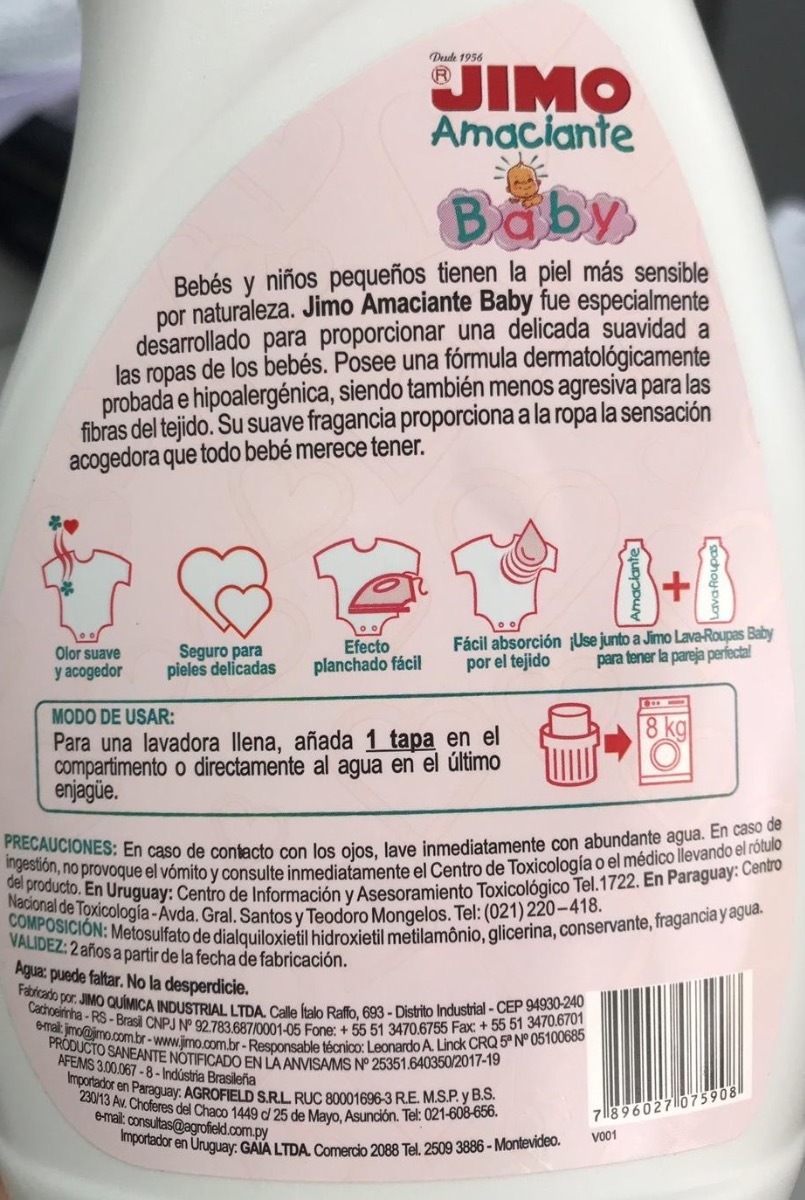 Desde 1956
® JIMO
Amaciante
Baby
Bebés y niños pequeños tienen la piel más sensible
por naturaleza. Jimo Amaciante Baby fue especialmente
desarrollado para proporcionar una delicada suavidad a
las ropas de los bebés. Posee una fórmula dermatológicamente
probada e hipoalergénica, siendo también menos agresiva para las
fibras del tejido. Su suave fragancia proporciona a la ropa la sensación
acogedora que todo bebé merece tener.
Amaciante + Lava-Roupas
Olor suave
y acogedor
Seguro para
pieles delicadas
Efecto
planchado fácil
Fácil absorción
por el tejido
¡Use junto a Jimo Lava-Roupas Baby
para tener la pareja perfecta!
MODO DE USAR:
Para una lavadora llena, añada 1 tapa en el
compartimento o directamente al agua en el último
enjagüe.
8 kg
PRECAUCIONES: En caso de contacto con los ojos, lave inmediatamente con abundante agua. En caso de
ingestión, no provoque el vómito y consulte inmediatamente el Centro de Toxicología o el médico llevando el rótulo
del producto. En Uruguay: Centro de Información y Asesoramiento Toxicológico Tel.1722. En Paraguay: Centro
Nacional de Toxicología - Avda. Gral. Santos y Teodoro Mongelos. Tel: (021) 220-418.
COMPOSICIÓN: Metosulfato de dialquiloxietil hidroxietil metilamônio, glicerina, conservante, fragancia y agua.
VALIDEZ: 2 años a partir de la fecha de fabricación.
Agua: puede faltar. No la desperdicie.
Fabricado por: JIMO QUÍMICA INDUSTRIAL LTDA. Calle Ítalo Raffo, 693 - Distrito Industrial - CEP 94930-240
Cachoeirinha - RS - Brasil CNPJ Nº 92.783.687/0001-05 Fone: + 55 51 3470.6755 Fax: + 55 51 3470.6701
e-mail: jimo@jimo.com.br - www.jimo.com.br - Responsable técnico: Leonardo A. Linck CRQ 5ª Nº 05100685
PRODUCTO SANEANTE NOTIFICADO EN LA ANVISA/MS Nº 25351.640350/2017-19
AFE/MS 3.00.067 - 8 - Indústria Brasileña
Importador en Paraguay: AGROFIELD S.R.L. RUC 80001696-3 R.E. M.S.P. y B.S.
230/13 Av. Choferes del Chaco 1449 c/ 25 de Mayo, Asunción. Tel: 021-608-656.
e-mail: consultas@agrofield.com.py
Importador en Uruguay: GAIA LTDA. Comercio 2088 Tel. 2509 3886 - Montevideo.
7 896027 075908
V001